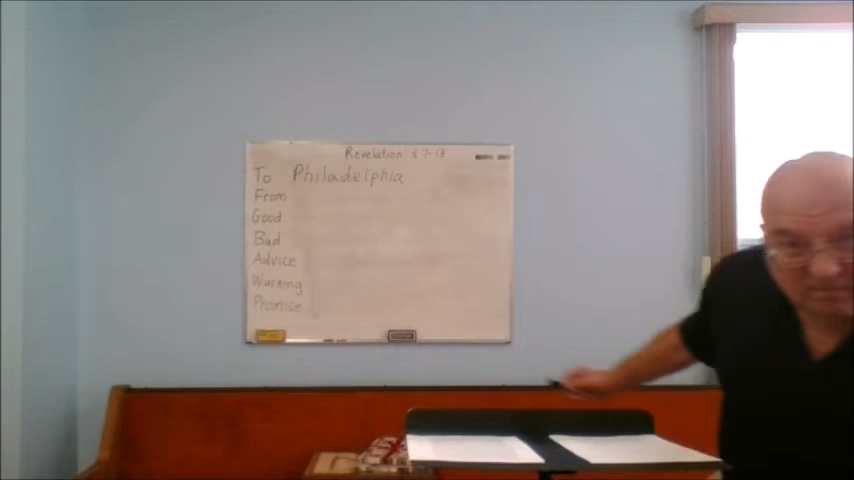 Revelation 3:7-13
To Philadelphia
From
Good
Bad
Advice
Warning
Promise